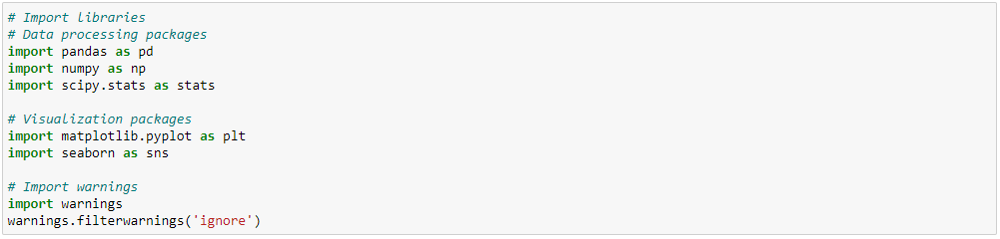 # Import libraries
# Data processing packages
import pandas as pd
import numpy as np
import scipy.stats as stats
# Visualization packages
import matplotlib.pyplot as plt
import seaborn as sns
# Import warnings
import warnings
warnings.filterwarnings('ignore')